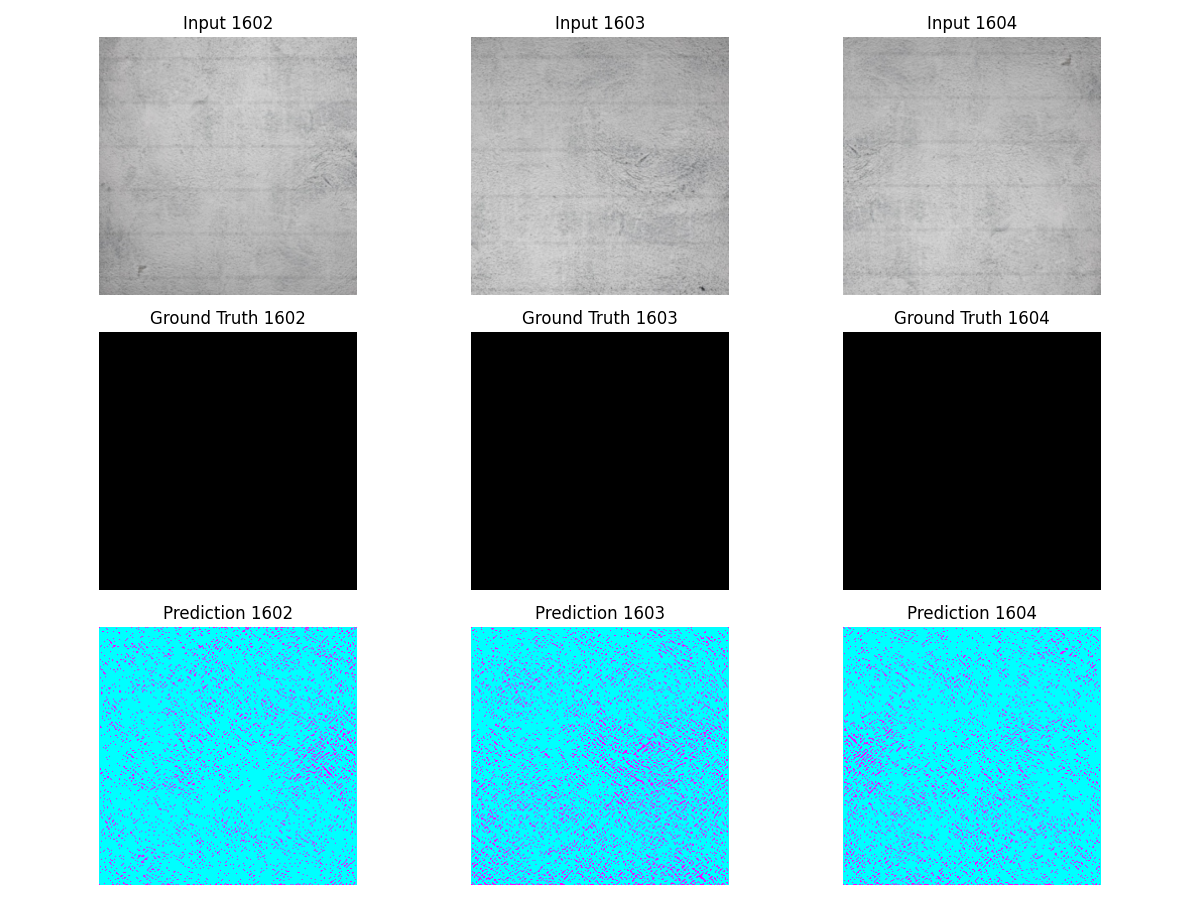 Input 1602
Input 1603
Input 1604
Ground Truth 1602
Ground Truth 1603
Ground Truth 1604
Prediction 1602
Prediction 1603
Prediction 1604